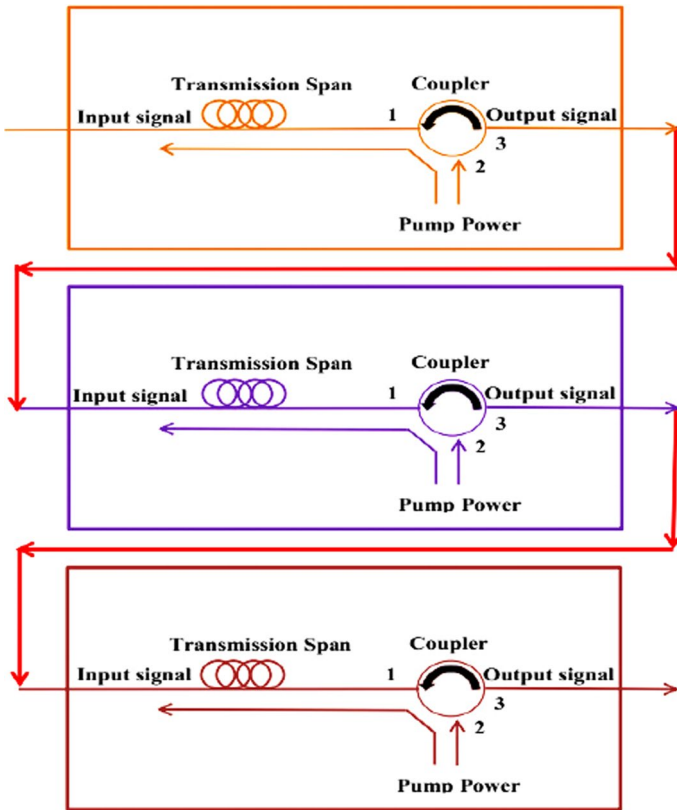 Transmission Span Coupler
Input signal 1 Output signal
3
2
Pump Power
Transmission Span Coupler
Input signal 1 Output signal
3
2
Pump Power
Transmission Span Coupler
Input signal 1 Output signal
3
2
Pump Power